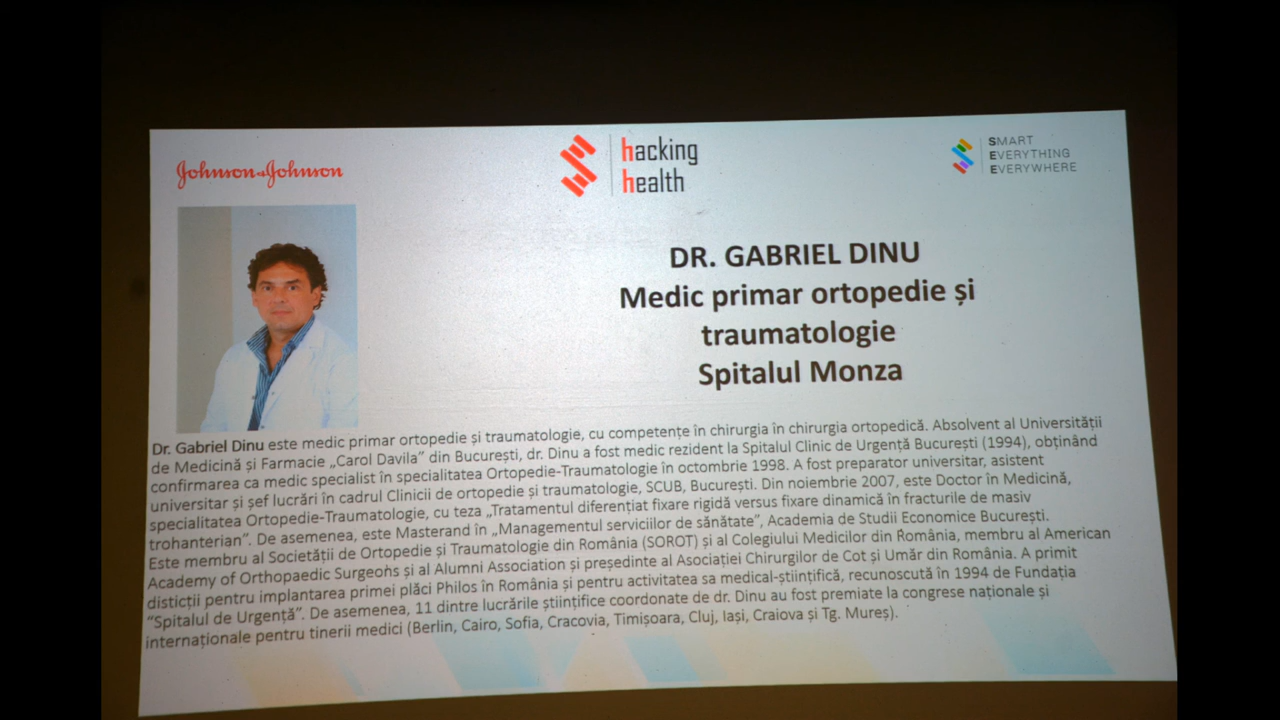 Johnson & Johnson
hacking
health
SMART
EVERYTHING
EVERYWHERE
DR. GABRIEL DINU
Medic primar ortopedie și
traumatologie
Spitalul Monza
Dr. Gabriel Dinu este medic primar ortopedie și traumatologie, cu competențe în chirurgia în chirurgia ortopedică. Absolvent al Universității
de Medicină și Farmacie „Carol Davila” din București, dr. Dinu a fost medic rezident la Spitalul Clinic de Urgență București (1994), obținând
confirmarea ca medic specialist în specialitatea Ortopedie-Traumatologie în octombrie 1998. A fost preparator universitar, asistent
universitar și șef lucrări în cadrul Clinicii de ortopedie și traumatologie, SCUB, București. Din noiembrie 2007, este Doctor în Medicină,
specialitatea Ortopedie-Traumatologie, cu teza „Tratamentul diferențiat fixare rigidă versus fixare dinamică în fracturile de masiv
trohanterian”. De asemenea, este Masterand în „Managementul serviciilor de sănătate”, Academia de Studii Economice București.
Este membru al Societății de Ortopedie și Traumatologie din România (SOROT) și al Colegiului Medicilor din România, membru al American
Academy of Orthopaedic Surgeons și al Alumni Association și președinte al Asociației Chirurgilor de Cot și Umăr din România. A primit
disticții pentru implantarea primei plăci Philos în România și pentru activitatea sa medical-științifică, recunoscută în 1994 de Fundația
“Spitalul de Urgență”. De asemenea, 11 dintre lucrările științifice coordonate de dr. Dinu au fost premiate la congrese naționale și
internaționale pentru tinerii medici (Berlin, Cairo, Sofia, Cracovia, Timișoara, Cluj, Iași, Craiova și Tg. Mureș).